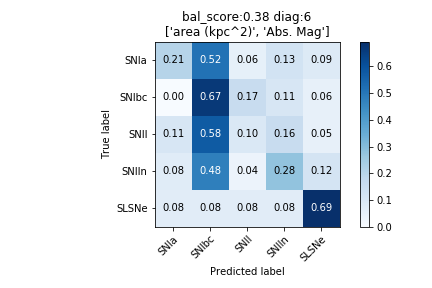 bal_score:0.38 diag:6
['area (kpc^2)', 'Abs. Mag']
True label
SNIa 0.21 0.52 0.06 0.13 0.09
SNIbc 0.00 0.67 0.17 0.11 0.06
SNII 0.11 0.58 0.10 0.16 0.05
SNIIn 0.08 0.48 0.04 0.28 0.12
SLSNe 0.08 0.08 0.08 0.08 0.69
SNIa SNIbc SNII SNIIn SLSNe
Predicted label
0.6
0.5
0.4
0.3
0.2
0.1
0.0